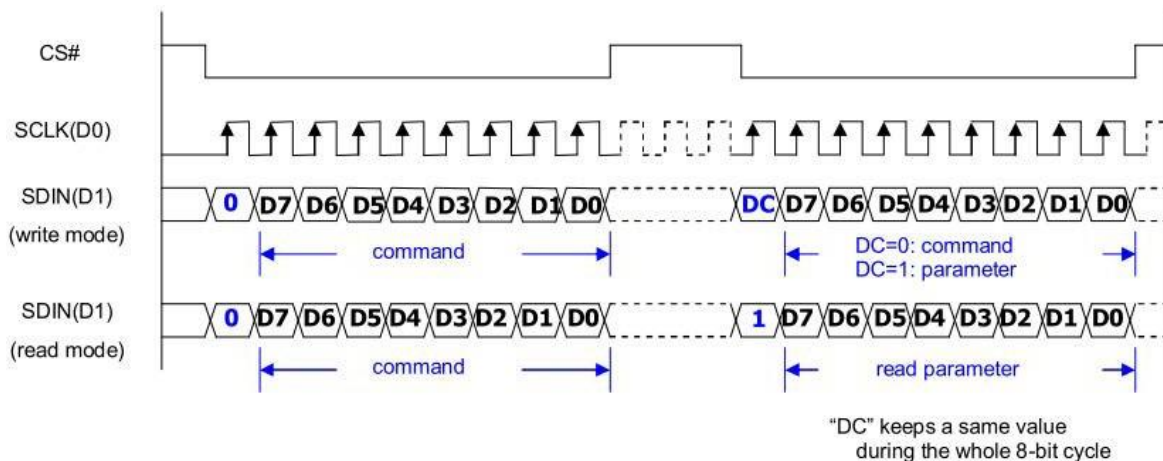 CS#
SCLK(D0)
SDIN(D1) 0 D7 D6 D5 D4 D3 D2 D1 D0 DC D7 D6 D5 D4 D3 D2 D1 D0
(write mode) command DC=0: command
DC=1: parameter
SDIN(D1) 0 D7 D6 D5 D4 D3 D2 D1 D0 1 D7 D6 D5 D4 D3 D2 D1 D0
(read mode) command read parameter
“DC” keeps a same value
during the whole 8-bit cycle